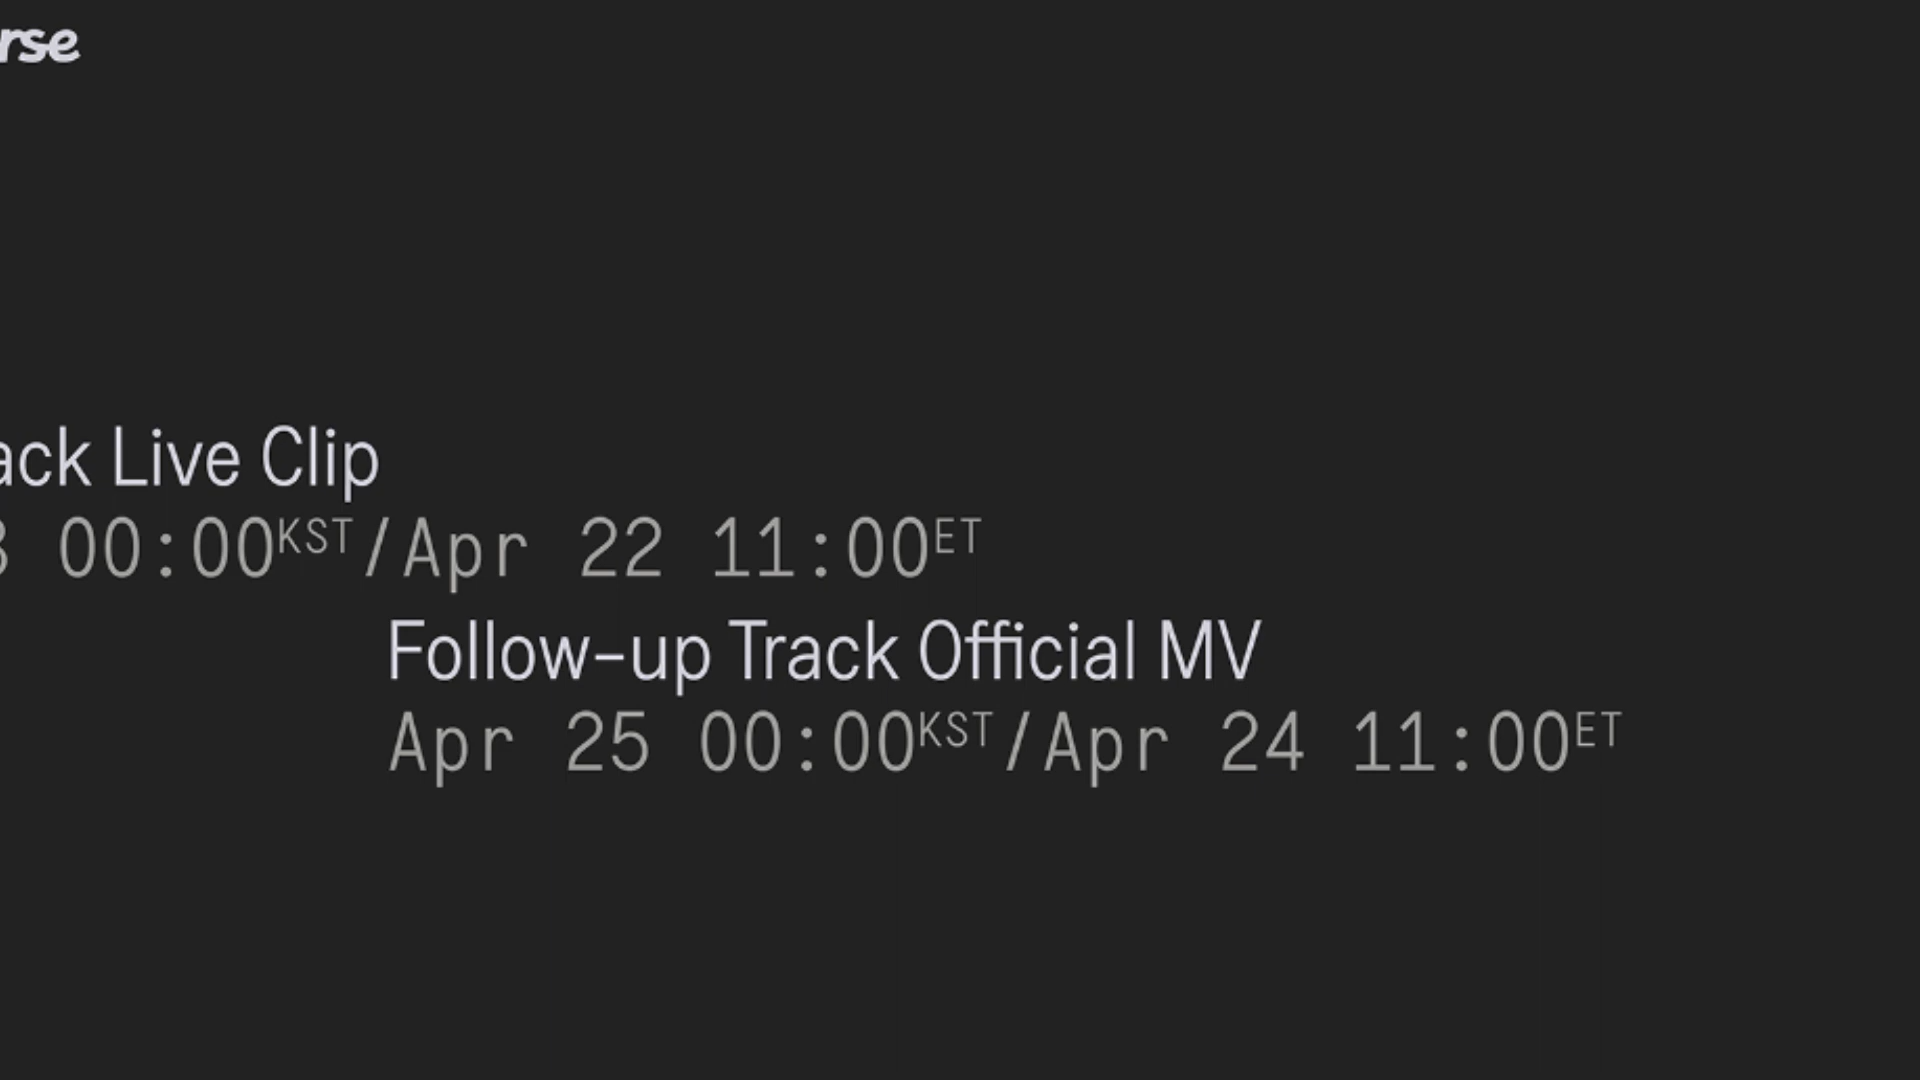 rse
ack Live Clip
00:00KST/Apr 22 11:00ET
Follow-up Track Official MV
Apr 25 00:00KST/Apr 24 11:00ET